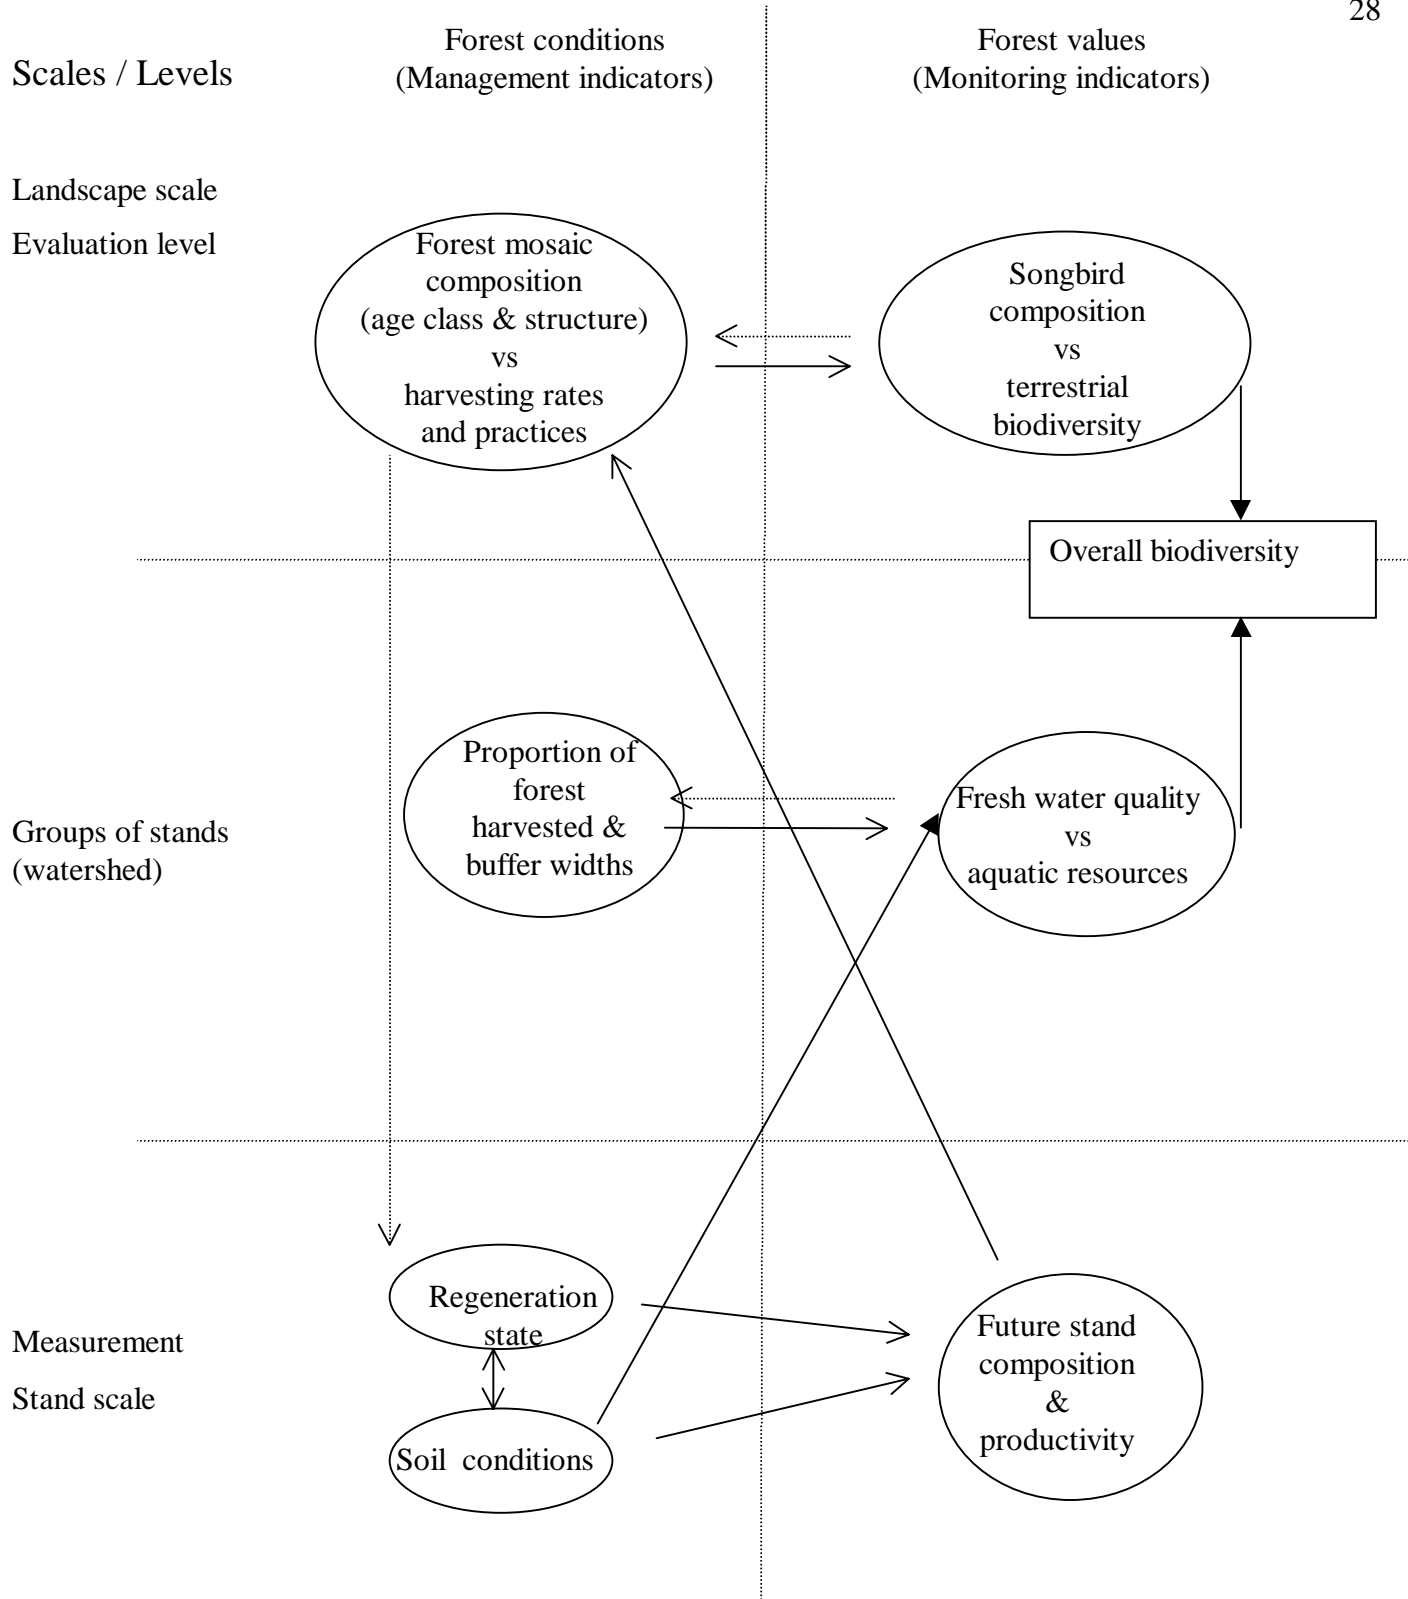 28
Forest conditions
(Management indicators)
Forest values
(Monitoring indicators)
Scales / Levels
Landscape scale
Evaluation level
Forest mosaic
composition
(age class & structure)
vs
harvesting rates
and practices
Songbird
composition
vs
terrestrial
biodiversity
Overall biodiversity
Groups of stands
(watershed)
Proportion of
forest
harvested &
buffer widths
Fresh water quality
vs
aquatic resources
Measurement
Stand scale
Regeneration
state
Soil conditions
Future stand
composition
&
productivity